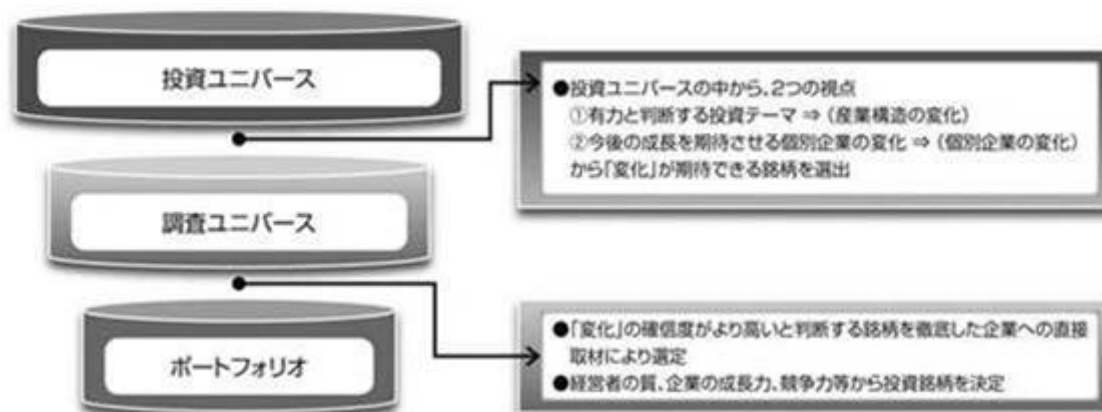 投資ユニバース
●投資ユニバースの中から、2つの視点
①有力と判断する投資テーマ ⇒ (産業構造の変化)
②今後の成長を期待させる個別企業の変化 ⇒ (個別企業の変化)
から「変化」が期待できる銘柄を選出
調査ユニバース
●「変化」の確信度がより高いと判断する銘柄を徹底した企業への直接
取材により選定
●経営者の質、企業の成長力、競争力等から投資銘柄を決定
ポートフォリオ